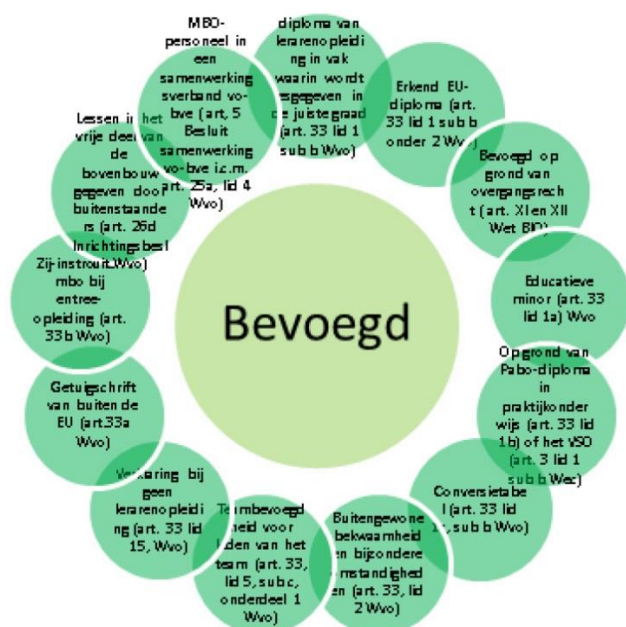 Bevoegd
diploma van
lerarenopleidi
ng in vak
waarin wordt
esgegeven in
de juiste graad
(art. 33 lid 1
sub b Wvo)
Erkend EU-
diploma (art.
33 lid 1 sub b
onder 2 Wvo)
Bevoegd op
grond van
overgangsrech
t (art. XI en XII
Wet BIO)
Educatieve
minor (art. 33
lid 1a) Wvo
Op grond van
Pabo-diploma
in
praktijkonder
wijs (art. 33 lid
1b) of het VSO
(art. 3 lid 1
sub b Wec)
Conversietabe
l (art. 33 lid
sub b Wvo)
Buitengewone
bekwaamheid
en bijzondere
omstandighed
en (art. 33, lid
2 Wvo)
Teambevoegd
heid voor
leden van het
team (art. 33,
lid 5, sub c,
onderdeel 1
Wvo)
Verklaring bij
geen
lerarenopleidi
ng (art. 33 lid
15, Wvo)
Getuigschrift
van buiten de
EU (art.33a
Wvo)
Zij-instr
mbo bij
entree-
opleiding (art.
33b Wvo)
Lessen in het
vrije deel van
de
bovenbouw
gegeven door
buitenstaande
rs (art. 26d
Inrichtingsbesl
uit Wvo)
MBO-
personeel in
een
samenwerking
sverband vo-
bve (art, 5
Besluit
samenwerking
vo-bve i.c.m.
art. 25a, lid 4
Wvo)